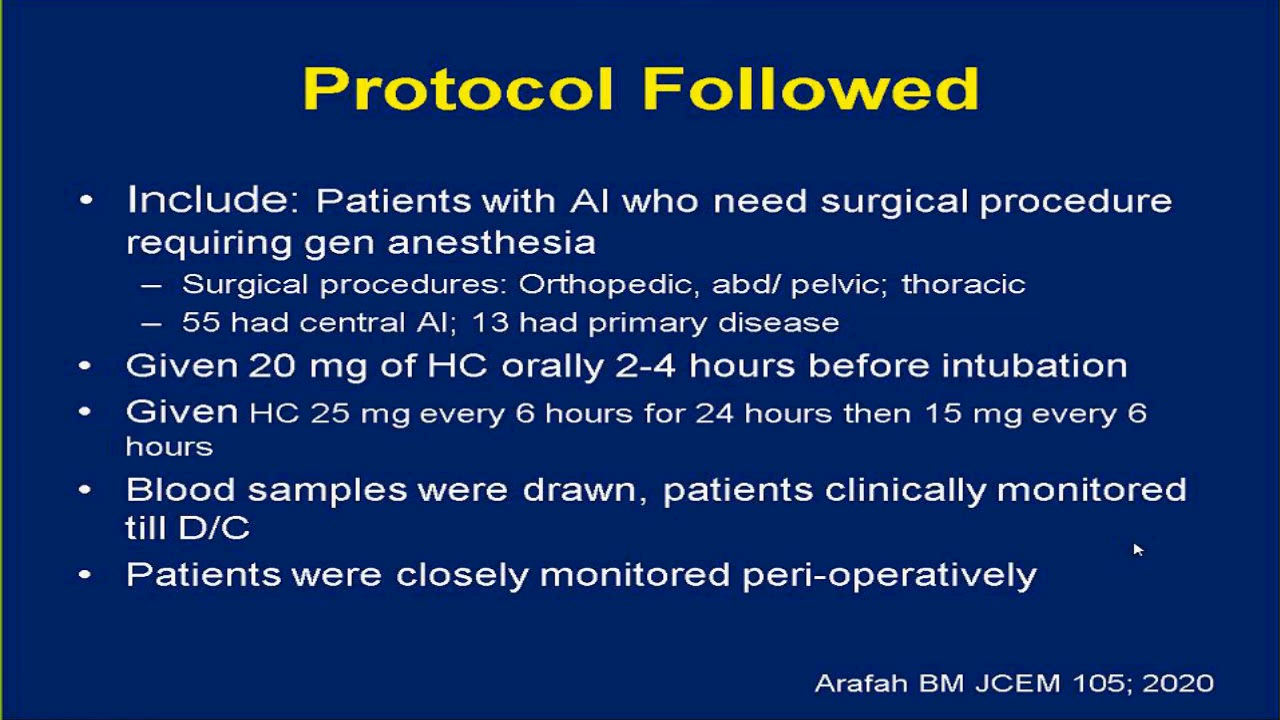 Protocol Followed
• Include: Patients with AI who need surgical procedure
requiring gen anesthesia
– Surgical procedures: Orthopedic, abd/ pelvic; thoracic
– 55 had central AI; 13 had primary disease
• Given 20 mg of HC orally 2-4 hours before intubation
• Given HC 25 mg every 6 hours for 24 hours then 15 mg every 6
hours
• Blood samples were drawn, patients clinically monitored
till D/C
• Patients were closely monitored peri-operatively
Arafah BM JCEM 105; 2020